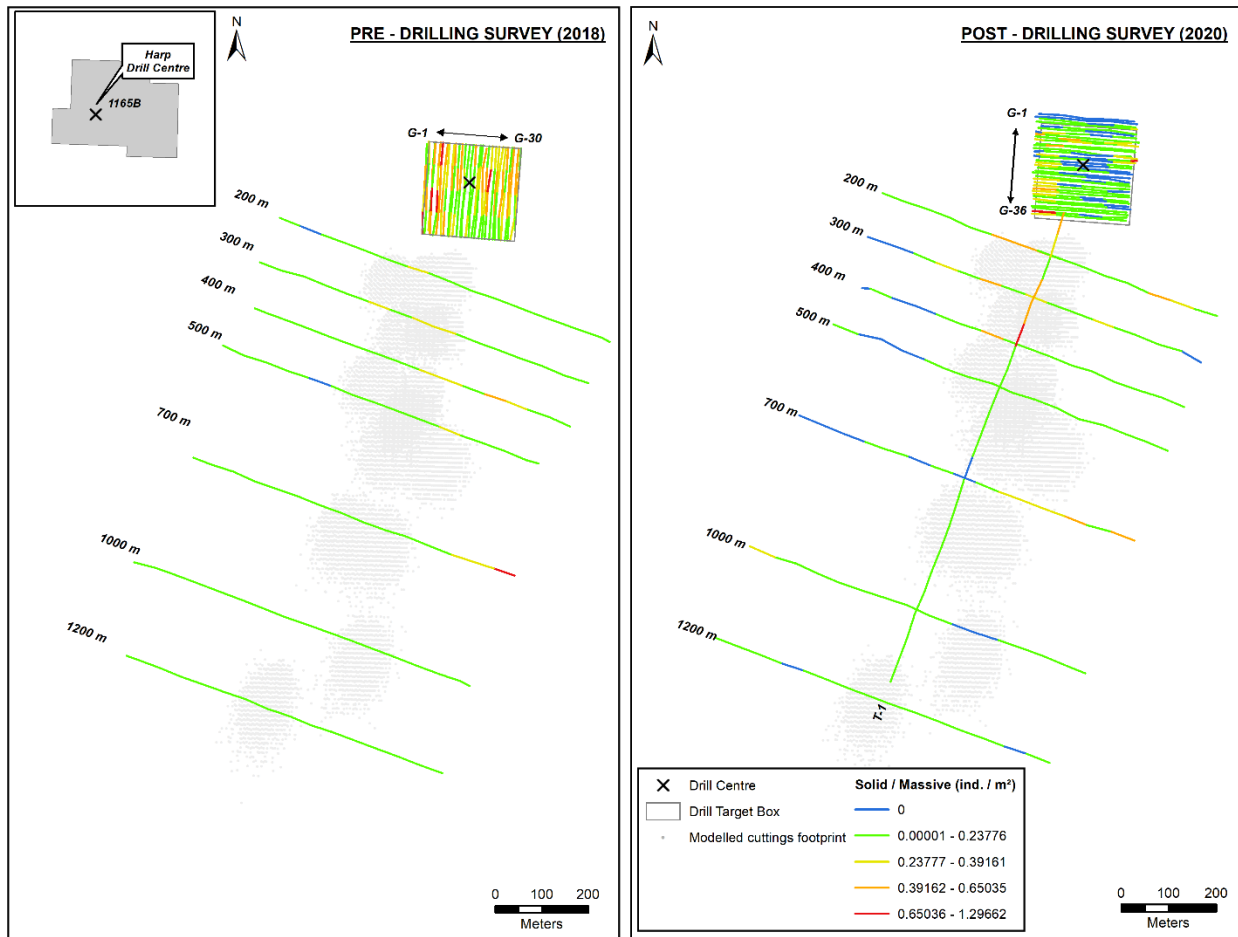 PRE - DRILLING SURVEY (2018)
N
Harp
Drill Centre
1165B
G-1
G-30
200 m
300 m
400 m
500 m
700 m
1000 m
1200 m
0 100 200
Meters
POST - DRILLING SURVEY (2020)
N
G-1
G-36
200 m
300 m
400 m
500 m
700 m
1000 m
1200 m
T-1
Drill Centre
Drill Target Box
Modelled cuttings footprint
Solid / Massive (ind. / m²)
0
0.00001 - 0.23776
0.23777 - 0.39161
0.39162 - 0.65035
0.65036 - 1.29662
0 100 200
Meters